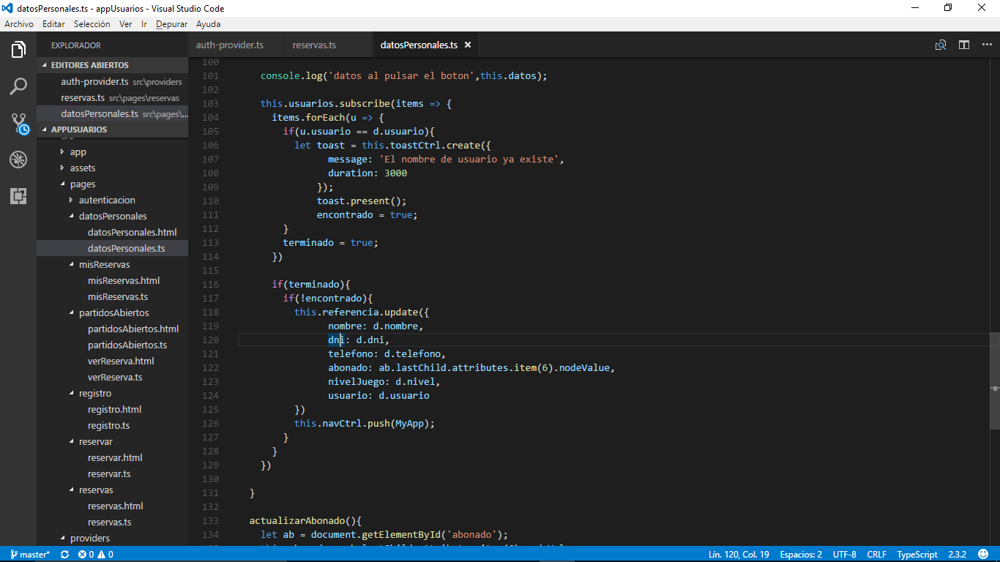 datosPersonales.ts - appUsuarios - Visual Studio Code
Archivo Editar Selección Ver Ir Depurar Ayuda
EXPLORADOR
EDITORES ABIERTOS
auth-provider.ts src\providers
reservas.ts src\pages\reservas
datosPersonales.ts src\pages\...
APPUSUARIOS
app
assets
pages
autenticacion
datosPersonales
datosPersonales.html
datosPersonales.ts
misReservas
misReservas.html
misReservas.ts
partidosAbiertos
partidosAbiertos.html
partidosAbiertos.ts
verReserva.html
verReserva.ts
registro
registro.html
registro.ts
reservar
reservar.html
reservar.ts
reservas
reservas.html
reservas.ts
providers
auth-provider.ts reservas.ts datosPersonales.ts
100
101 console.log('datos al pulsar el boton',this.datos);
102
103 this.usuarios.subscribe(items => {
104 items.forEach(u => {
105 if(u.usuario == d.usuario){
106 let toast = this.toastCtrl.create({
107 message: 'El nombre de usuario ya existe',
108 duration: 3000
109 });
110 toast.present();
111 encontrado = true;
112 }
113 terminado = true;
114 })
115
116 if(terminado){
117 if(!encontrado){
118 this.referencia.update({
119 nombre: d.nombre,
120 dni: d.dni,
121 telefono: d.telefono,
122 abonado: ab.lastChild.attributes.item(6).nodeValue,
123 nivelJuego: d.nivel,
124 usuario: d.usuario
125 })
126 this.navCtrl.push(MyApp);
127 }
128 }
129 })
130
131 }
132
133 actualizarAbonado(){
134 let ab = document.getElementById('abonado');
master* 0 0 Lín. 120, Col. 19 Espacios: 2 UTF-8 CRLF TypeScript 2.3.2